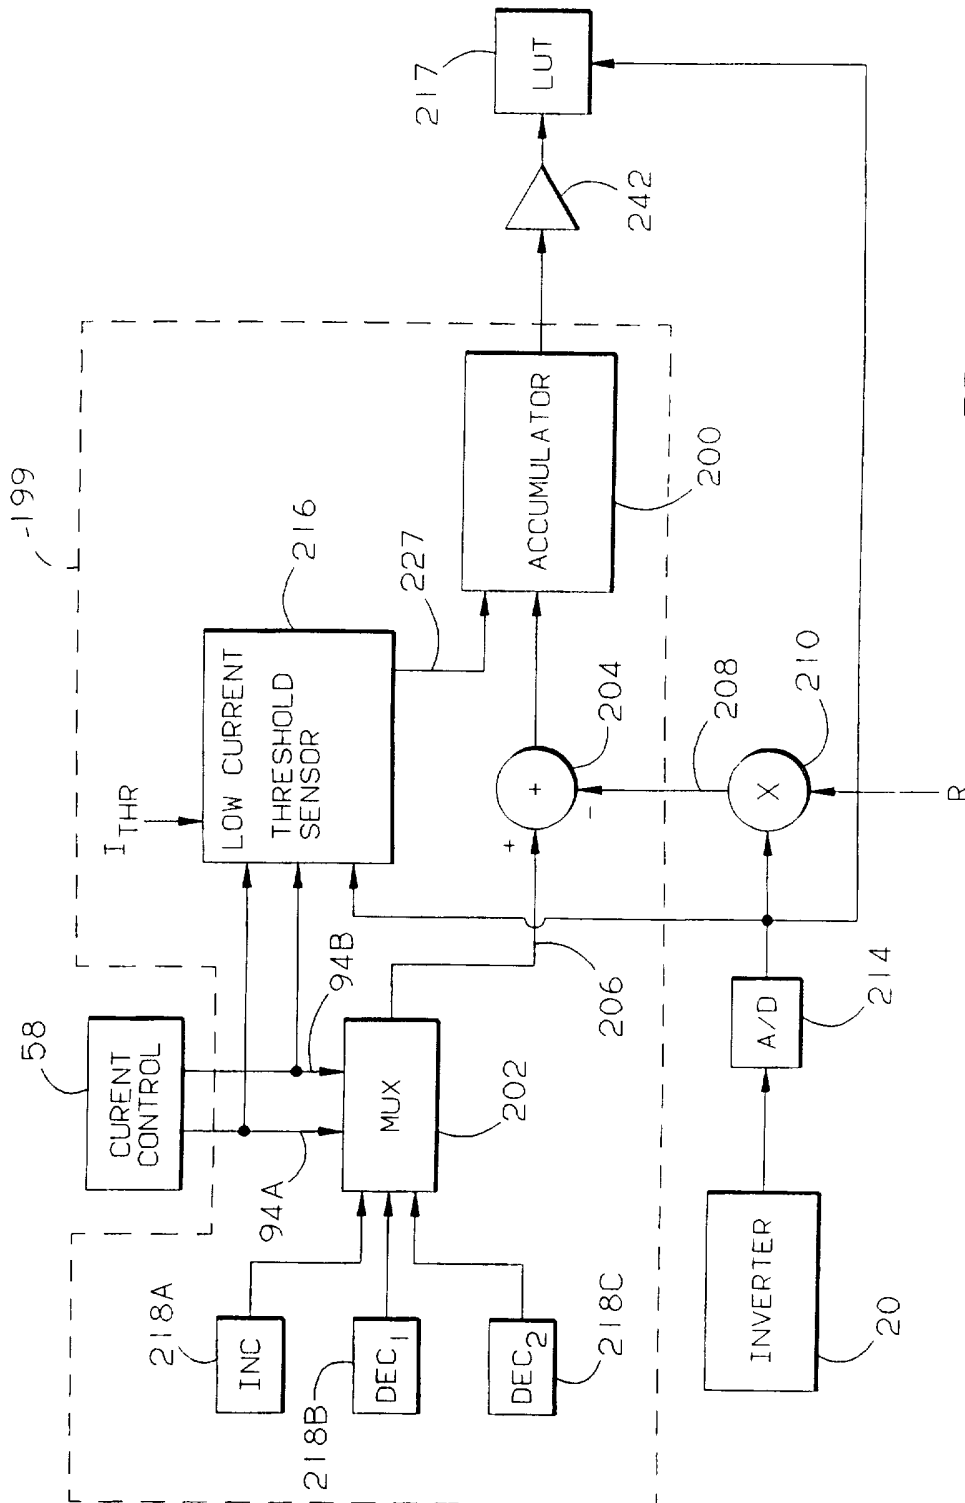 -199
58
CURENT
CONTROL
I THR
LOW CURRENT
THRESHOLD
SENSOR
216
227
217
LUT
242
218A
INC
94A
94B
MUX
202
218B
DEC1
218C
DEC2
206
+
+
-
204
ACCUMULATOR
200
208
X
210
R
INVERTER
20
A/D
214